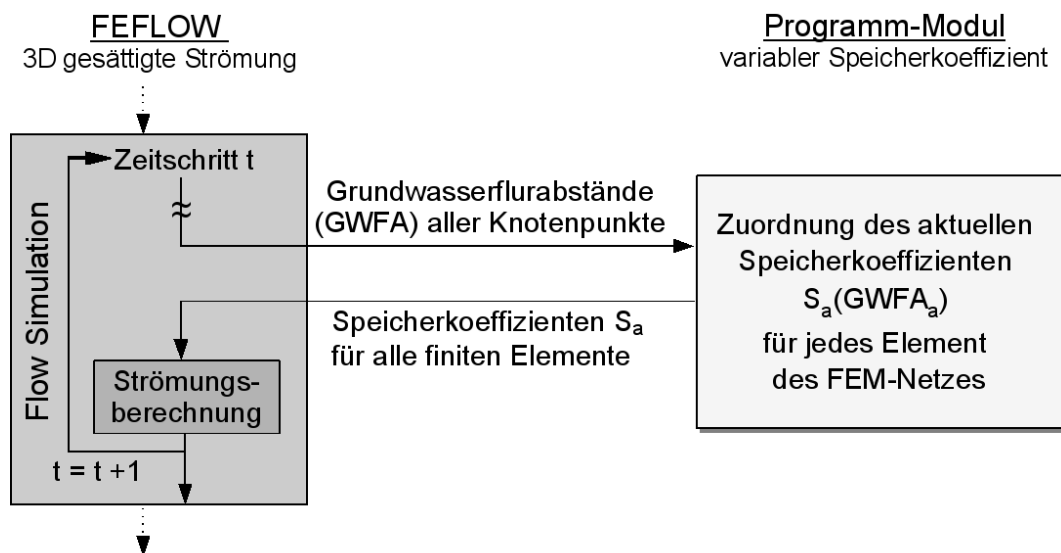 FEFLOW
3D gesättigte Strömung
Programm-Modul
variabler Speicherkoeffizient
Flow Simulation
Zeitschritt t
≈
Grundwasserflurabstände
(GWFA) aller Knotenpunkte
Zuordnung des aktuellen
Speicherkoeffizienten
Sa(GWFAa)
für jedes Element
des FEM-Netzes
Speicherkoeffizienten Sa
für alle finiten Elemente
Strömungs-
berechnung
t = t +1